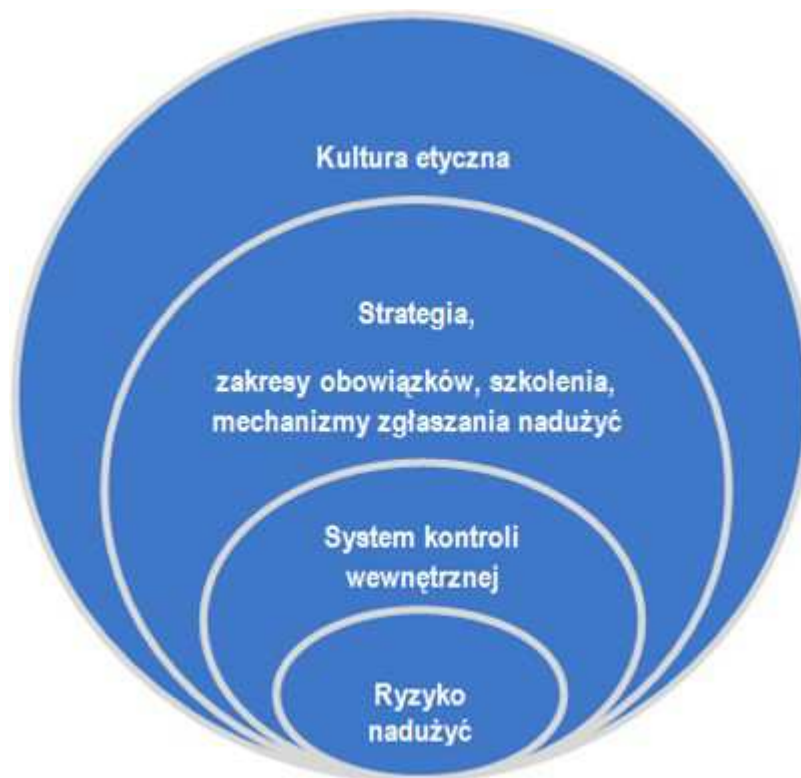 Kultura etyczna
Strategia,
zakresy obowiązków, szkolenia,
mechanizmy zgłaszania nadużyć
System kontroli
wewnętrznej
Ryzyko
nadużyć